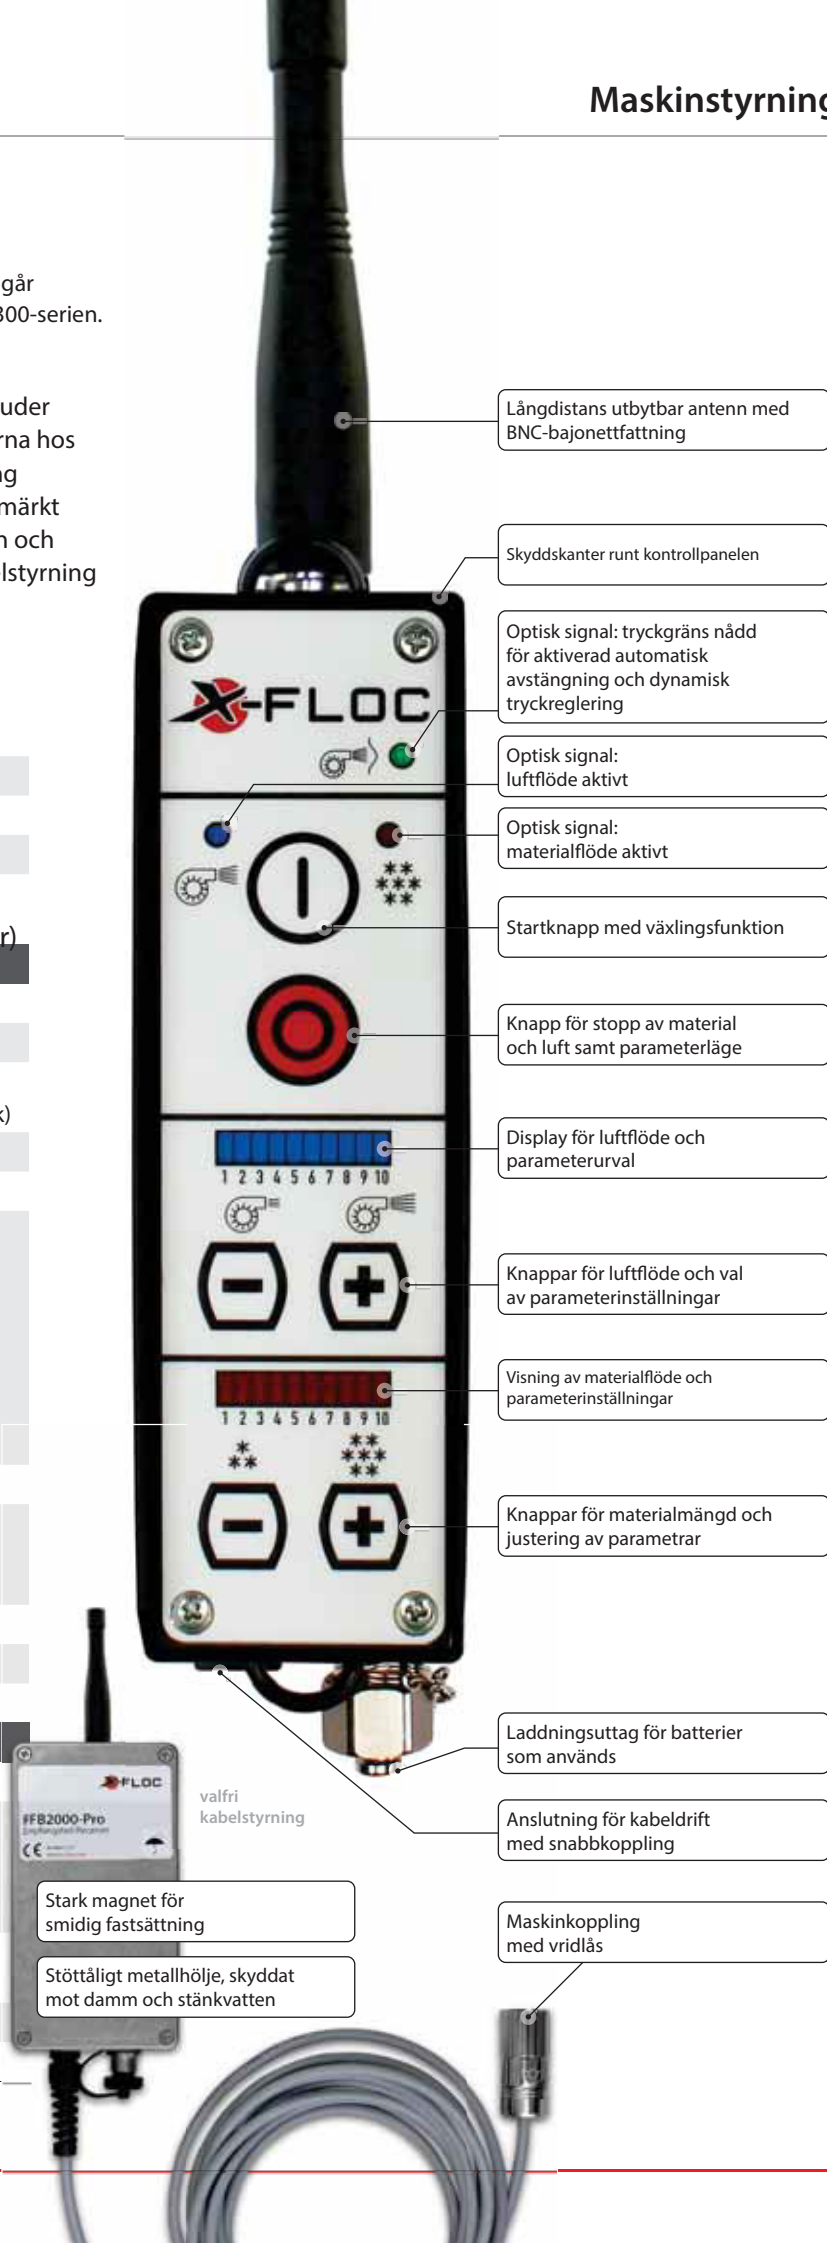 Maskinstyrning
går
300-serien.
uder
rna hos
ng
märkt
n och
elstyrning
r)
k)
Långdistans utbytbar antenn med
BNC-bajonettfattning
Skyddskanter runt kontrollpanelen
Optisk signal: tryckgräns nådd
för aktiverad automatisk
avstängning och dynamisk
tryckreglering
Optisk signal:
luftflöde aktivt
Optisk signal:
materialflöde aktivt
Startknapp med växlingsfunktion
Knapp för stopp av material
och luft samt parameterläge
Display för luftflöde och
parameterurval
Knappar för luftflöde och val
av parameterinställningar
Visning av materialflöde och
parameterinställningar
Knappar för materialmängd och
justering av parametrar
Laddningsuttag för batterier
som används
Anslutning för kabeldrift
med snabbkoppling
Maskinkoppling
med vridlås
X-FLOC
1 2 3 4 5 6 7 8 9 10
1 2 3 4 5 6 7 8 9 10
valfri
kabelstyrning
X-FLOC
FFB2000-Pro
CE
Stark magnet för
smidig fastsättning
Stöttåligt metallhölje, skyddat
mot damm och stänkvatten